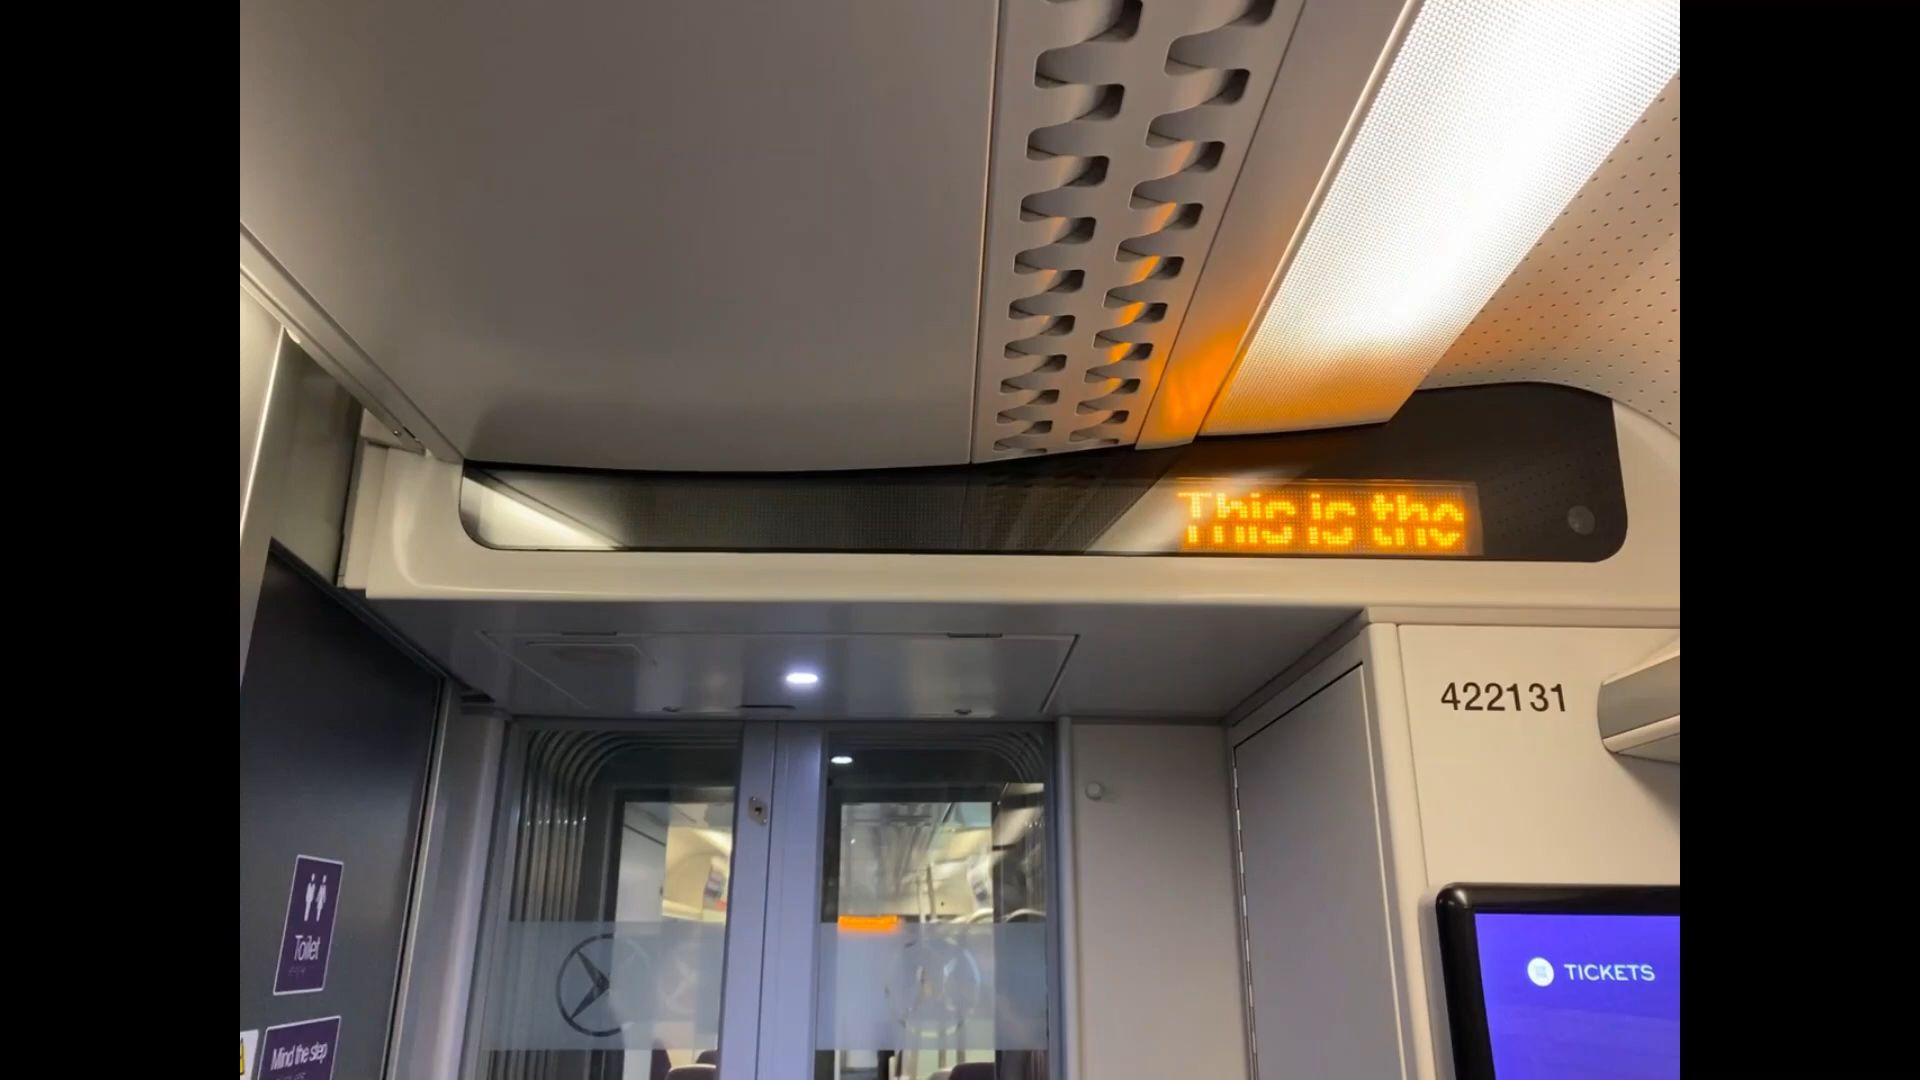 This is the
422131
TICKETS
Toilet
Mind the step